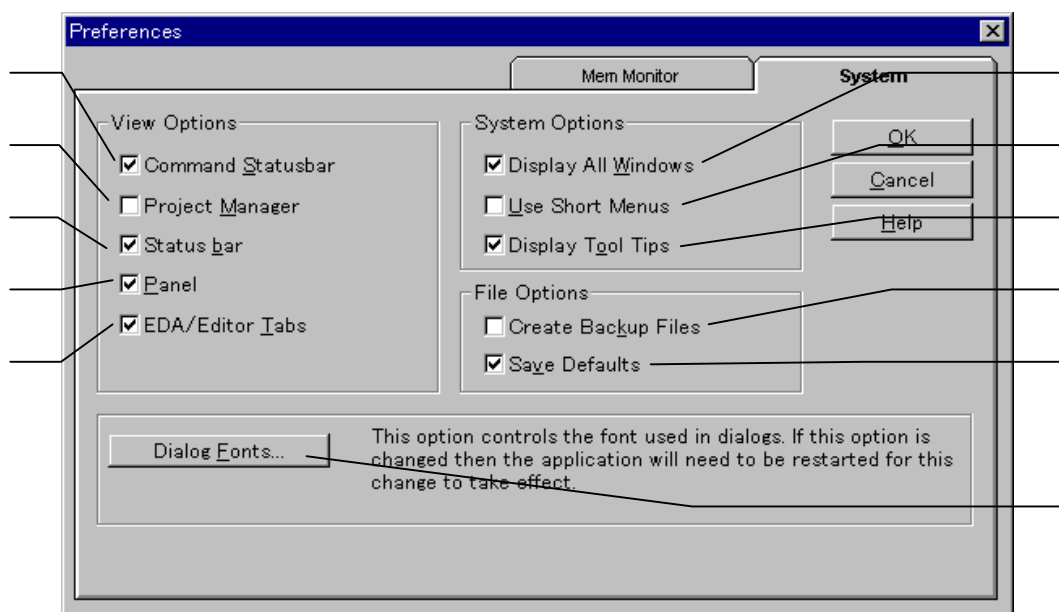 Preferences
Mem Monitor
System
View Options
Command Statusbar
Project Manager
Status bar
Panel
EDA/Editor Tabs
System Options
Display All Windows
Use Short Menus
Display Tool Tips
File Options
Create Backup Files
Save Defaults
OK
Cancel
Help
Dialog Fonts...
This option controls the font used in dialogs. If this option is
changed then the application will need to be restarted for this
change to take effect.